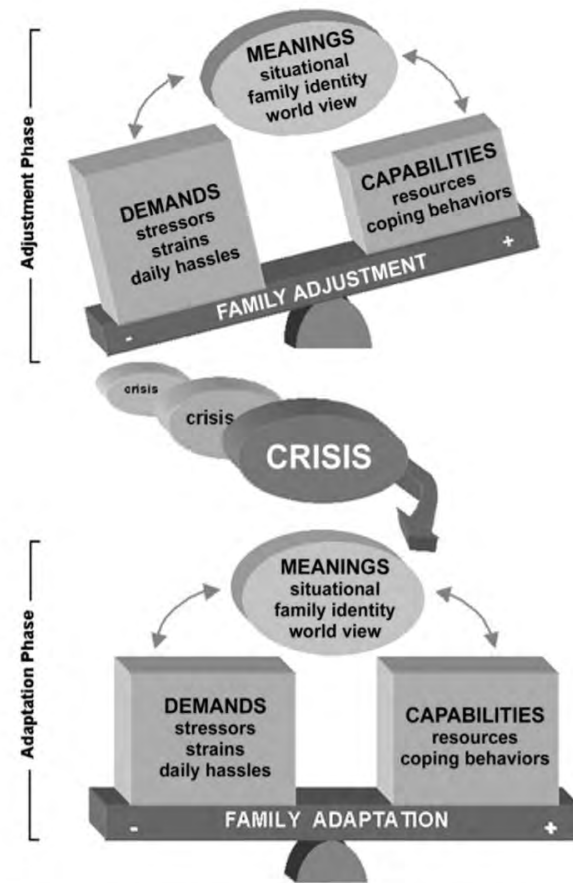 Adjustment Phase
MEANINGS
situational
family identity
world view
DEMANDS
stressors
strains
daily hassles
CAPABILITIES
resources
coping behaviors
- FAMILY ADJUSTMENT +
crisis
crisis
CRISIS
Adaptation Phase
MEANINGS
situational
family identity
world view
DEMANDS
stressors
strains
daily hassles
CAPABILITIES
resources
coping behaviors
- FAMILY ADAPTATION +